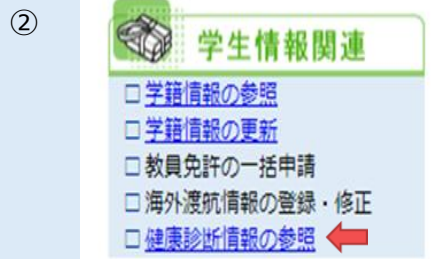 ②
学生情報関連
□ 学籍情報の参照
□ 学籍情報の更新
□ 教員免許の一括申請
□ 海外渡航情報の登録・修正
□ 健康診断情報の参照